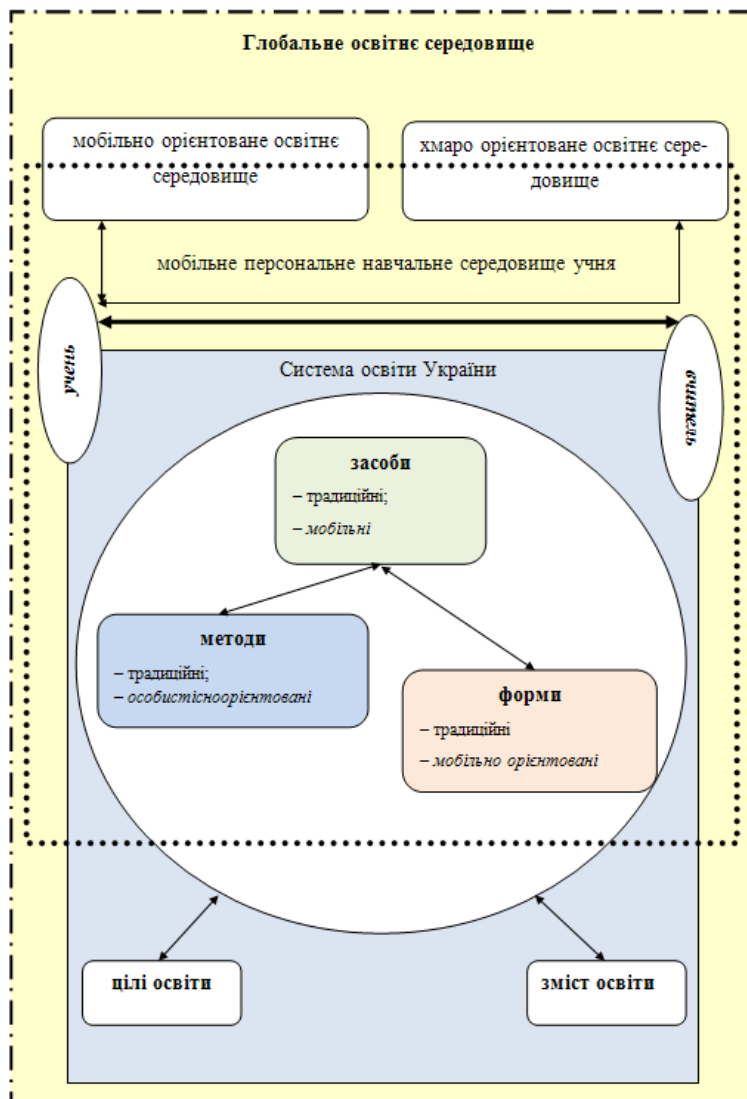 Глобальне освітнє середовище
мобільно орієнтоване освітнє
середовище
хмаро орієнтоване освітнє сере-
довище
мобільне персональне навчальне середовище учня
учень
вчитель
Система освіти України
засоби
– традиційні;
– мобільні
методи
– традиційні;
– особистісноорієнтовані
форми
– традиційні
– мобільно орієнтовані
цілі освіти
зміст освіти